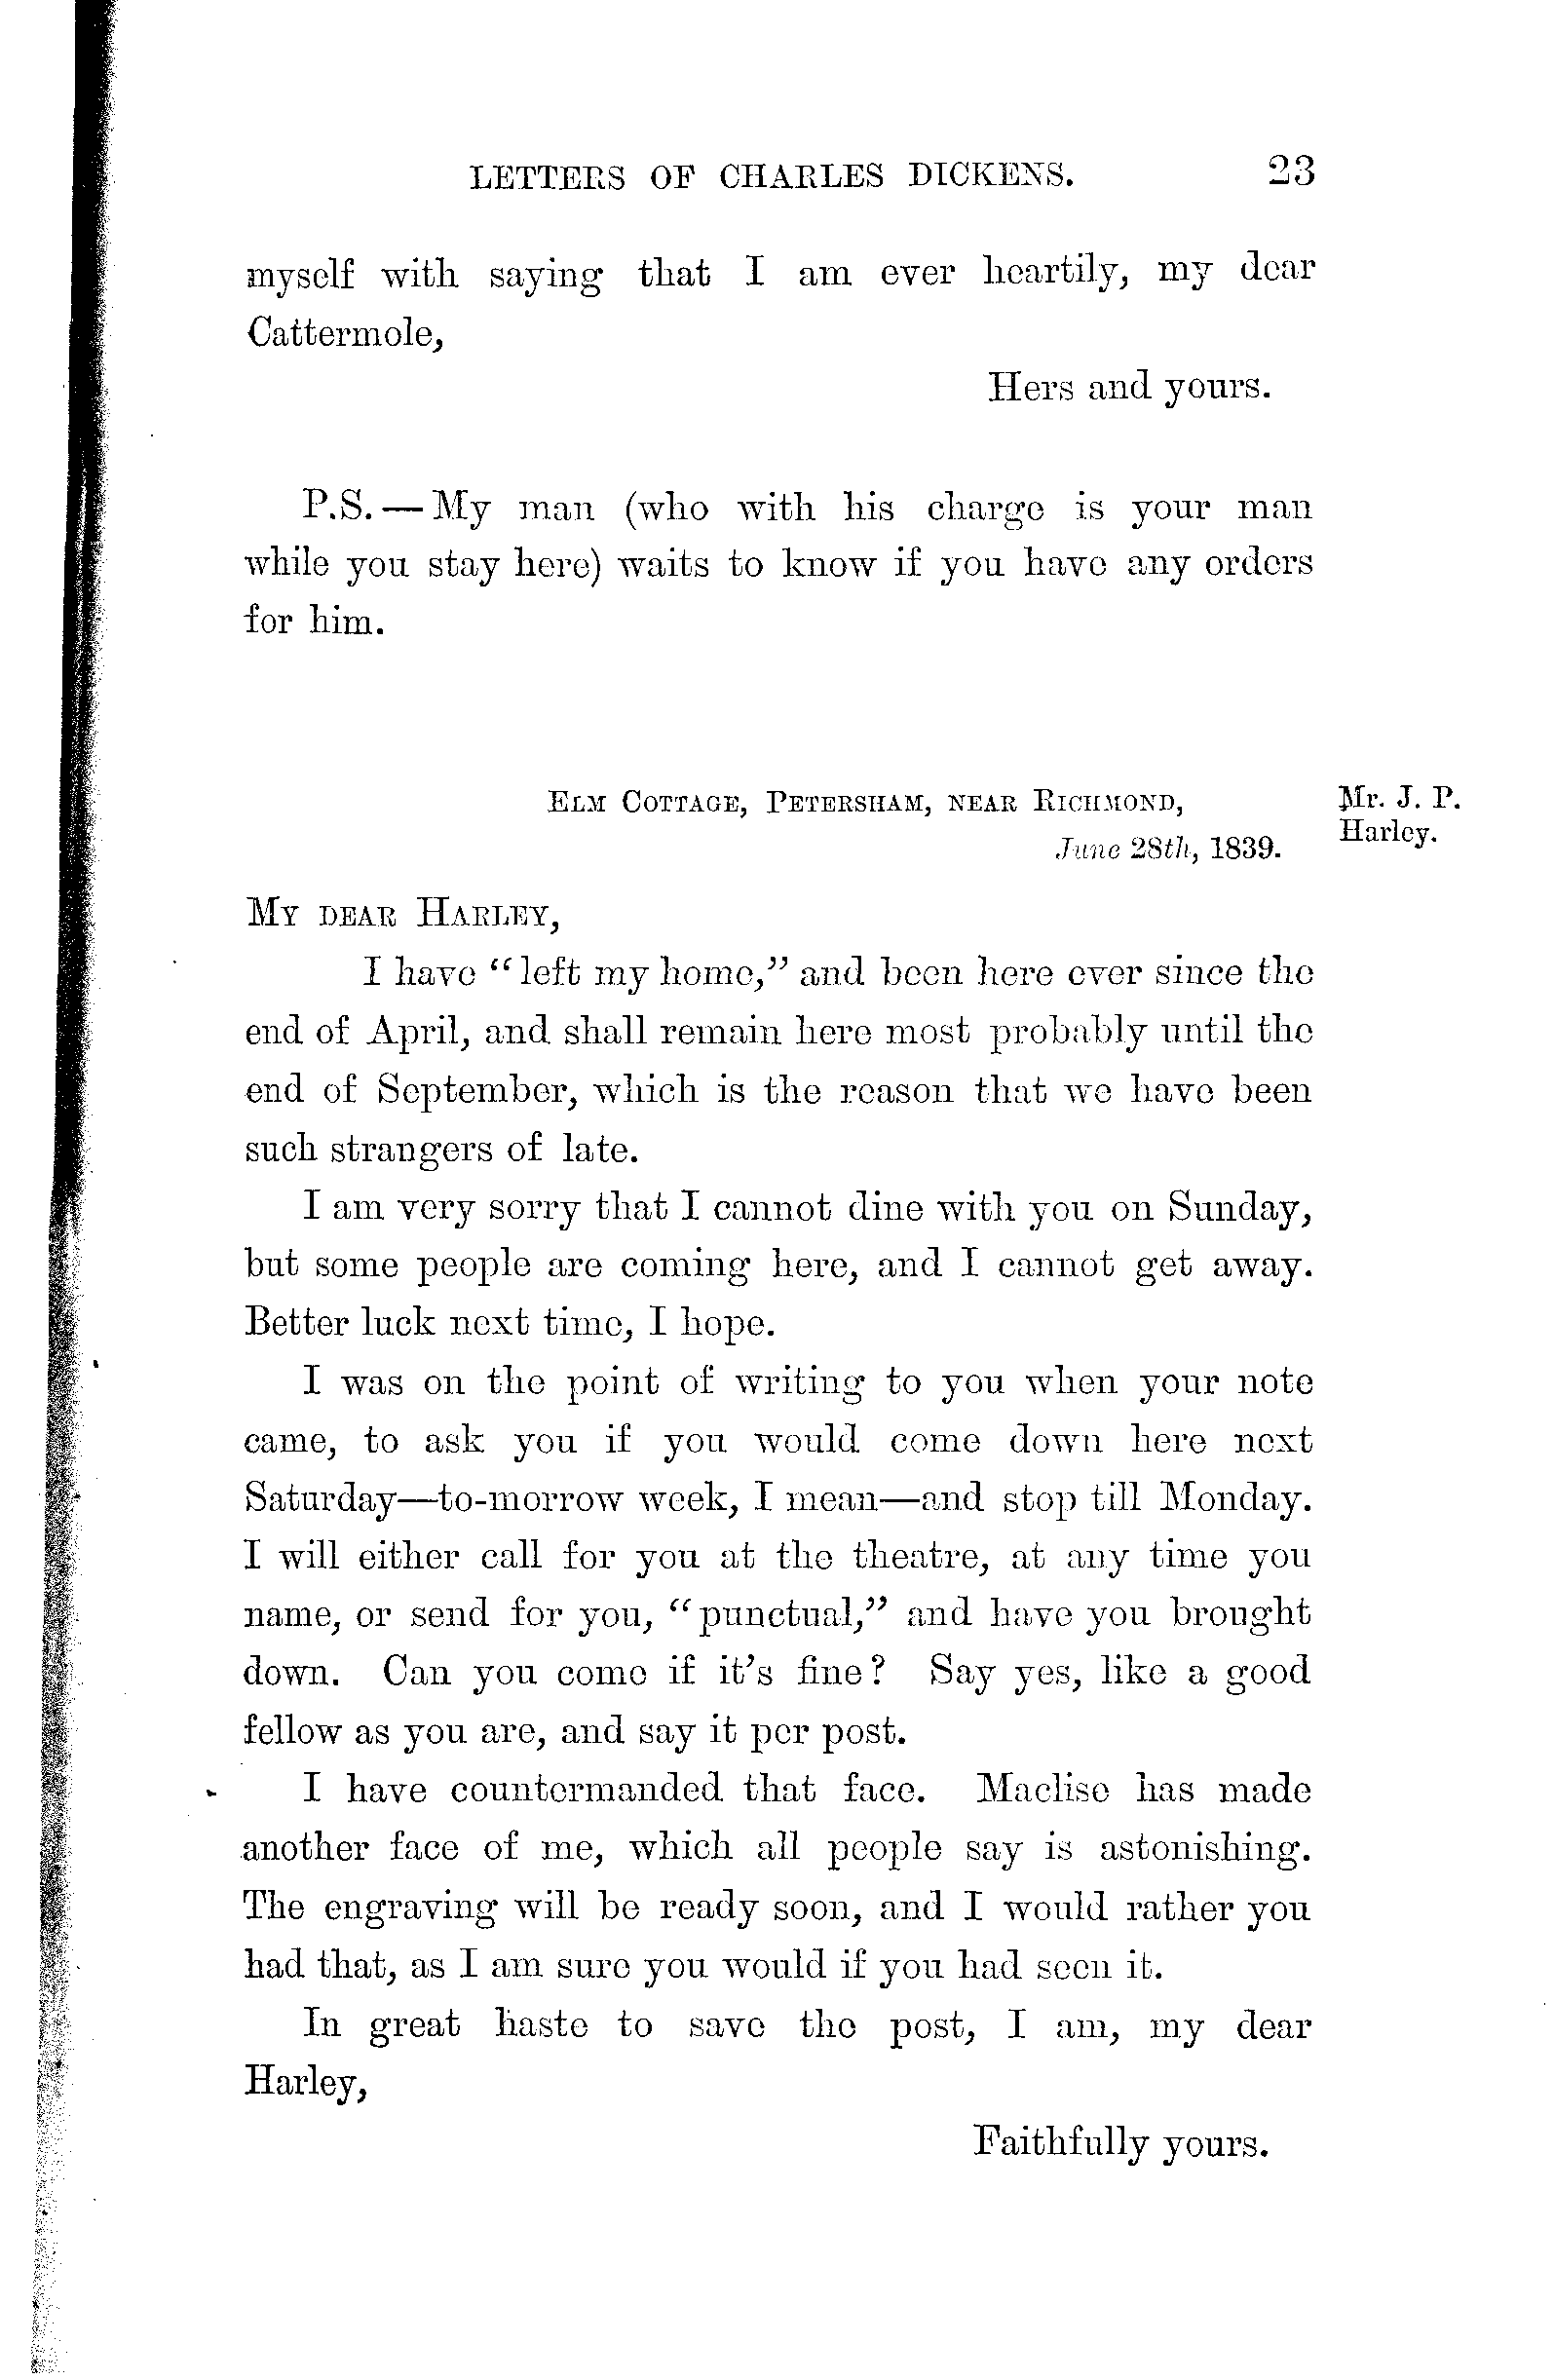 LETTERS OF CHARLES DICKENS. 23
myself with saying that I am ever heartily, my dear
Cattermole,
Hers and yours.
P.S.—My man (who with his charge is your man
while you stay here) waits to know if you have any orders
for him.
ELM COTTAGE, PETERSHAM, NEAR RICHMOND,
June 28th, 1839.
Mr. J. P.
Harley.
MY DEAR HARLEY,
I have “left my home,” and been here ever since the
end of April, and shall remain here most probably until the
end of September, which is the reason that we have been
such strangers of late.
I am very sorry that I cannot dine with you on Sunday,
but some people are coming here, and I cannot get away.
Better luck next time, I hope.
I was on the point of writing to you when your note
came, to ask you if you would come down here next
Saturday—to-morrow week, I mean—and stop till Monday.
I will either call for you at the theatre, at any time you
name, or send for you, “punctual,” and have you brought
down. Can you come if it’s fine? Say yes, like a good
fellow as you are, and say it per post.
I have countermanded that face. Maclise has made
another face of me, which all people say is astonishing.
The engraving will be ready soon, and I would rather you
had that, as I am sure you would if you had seen it.
In great haste to save the post, I am, my dear
Harley,
Faithfully yours.